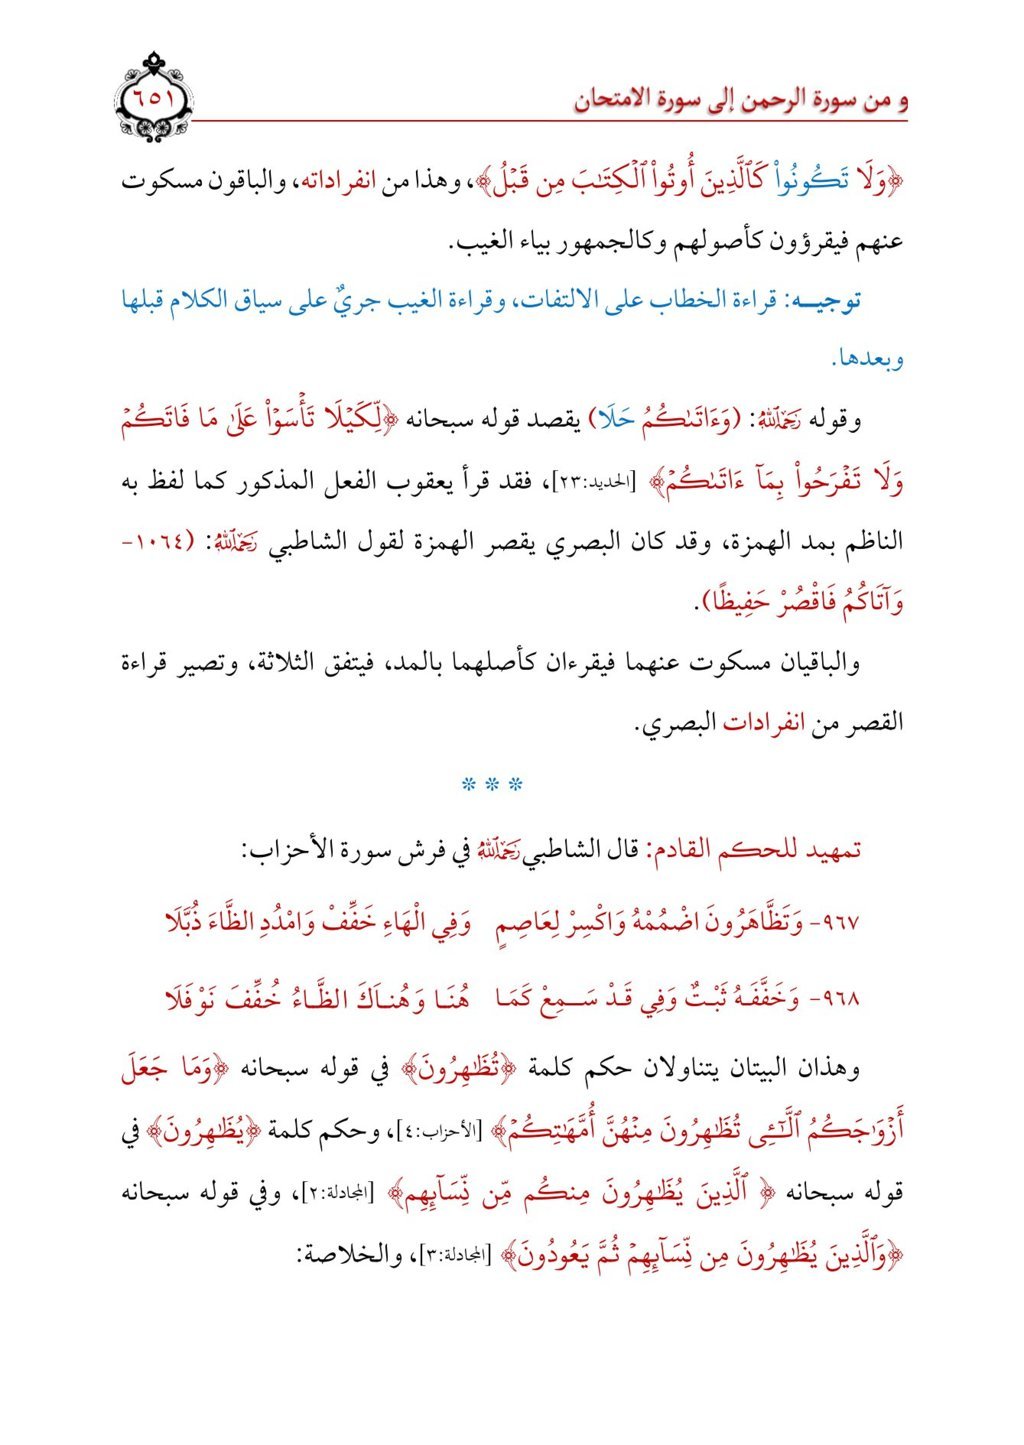 و من سورة الرحمن إلى سورة الامتحان
٦٥١
﴿وَلَا تَكُونُواْ كَٱلَّذِينَ أُوتُواْ ٱلۡكِتَٰبَ مِن قَبۡلُ﴾، وهذا من انفراداته، والباقون مسكوت
عنهم فيقرؤون كأصولهم وكالجمهور بياء الغيب.
توجيـــه: قراءة الخطاب على الالتفات، وقراءة الغيب جريٌ على سياق الكلام قبلها
وبعدها.
وقوله رَحِمَهُ ٱللَّهُ: (وَءَاتَىٰكُمُ حَلَا) يقصد قوله سبحانه ﴿لِّكَيۡلَا تَأۡسَوۡاْ عَلَىٰ مَا فَاتَكُمۡ
وَلَا تَفۡرَحُواْ بِمَآ ءَاتَىٰكُمۡ﴾ [الحديد:٢٣]، فقد قرأ يعقوب الفعل المذكور كما لفظ به
الناظم بمد الهمزة، وقد كان البصري يقصر الهمزة لقول الشاطبي رَحِمَهُ ٱللَّهُ: (١٠٦٤-
وَآتَاكُمُ فَاقْصُرْ حَفِيظًا).
والباقيان مسكوت عنهما فيقرءان كأصلهما بالمد، فيتفق الثلاثة، وتصير قراءة
القصر من انفرادات البصري.
* * *
تمهيد للحكم القادم: قال الشاطبي رَحِمَهُ ٱللَّهُ في فرش سورة الأحزاب:
٩٦٧- وَتَظَّاهَرُونَ اضْمُمْهُ وَاكْسِرْ لِعَاصِمٍ وَفِي الْهَاءِ خَفِّفْ وَامْدُدِ الظَّاءَ ذُبَّلَا
٩٦٨- وَخَفَّفَهُ ثَبْتٌ وَفِي قَدْ سَمِعْ كَمَا هُنَا وَهُنَاكَ الظَّاءُ خُفِّفَ نَوْفَلَا
وهذان البيتان يتناولان حكم كلمة ﴿تُظَٰهِرُونَ﴾ في قوله سبحانه ﴿وَمَا جَعَلَ
أَزۡوَٰجَكُمُ ٱلَّٰٓـِٔي تُظَٰهِرُونَ مِنۡهُنَّ أُمَّهَٰتِكُمۡ﴾ [الأحزاب:٤]، وحكم كلمة ﴿يُظَٰهِرُونَ﴾ في
قوله سبحانه ﴿ ٱلَّذِينَ يُظَٰهِرُونَ مِنكُم مِّن نِّسَآئِهِم﴾ [المجادلة:٢]، وفي قوله سبحانه
﴿وَٱلَّذِينَ يُظَٰهِرُونَ مِن نِّسَآئِهِمۡ ثُمَّ يَعُودُونَ﴾ [المجادلة:٣]، والخلاصة: